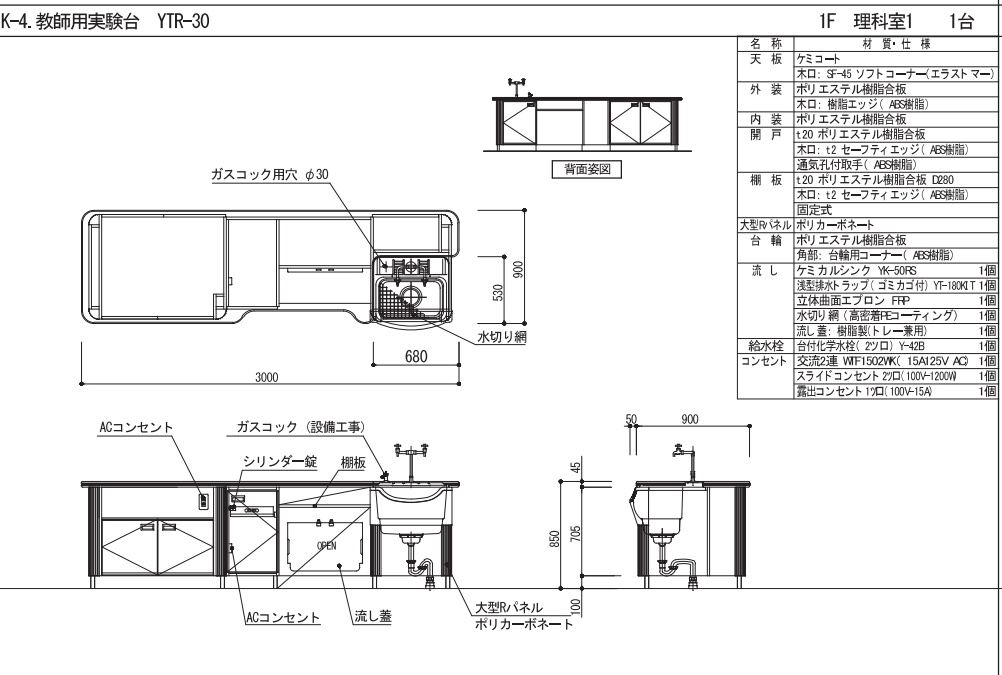 K-4. 教師用実験台 YTR-30
1F 理科室1 1台
名 称 材 質・仕 様
天 板 ケミコート
木口: SF-45 ソフトコーナー(エラストマー)
外 装 ポリエステル樹脂合板
木口: 樹脂エッジ( ABS樹脂)
内 装 ポリエステル樹脂合板
開 戸 t20 ポリエステル樹脂合板
木口: t2 セーフティエッジ( ABS樹脂)
通気孔付取手( ABS樹脂)
棚 板 t20 ポリエステル樹脂合板 D280
木口: t2 セーフティエッジ( ABS樹脂)
固定式
大型Rパネル ポリカーボネート
台 輪 ポリエステル樹脂合板
角部: 台輪用コーナー( ABS樹脂)
流 し ケミカルシンク YK-50RS 1個
浅型排水トラップ( ゴミカゴ付) YT-180KIT 1個
立体曲面エプロン FRP 1個
水切り網 (高密着PEコーティング) 1個
流し蓋: 樹脂製(トレー兼用) 1個
給水栓 台付化学水栓( 2ツ口) Y-42B 1個
コンセント 交流2連 WTF1502WK( 15A125V AC) 1個
スライドコンセント 2ツ口( 100V-1200W) 1個
露出コンセント 1ツ口( 100V-15A) 1個
背面姿図
ガスコック用穴 φ30
900
530
水切り網
680
3000
ACコンセント
ガスコック (設備工事)
シリンダー錠
棚板
OPEN
ACコンセント
流し蓋
大型Rパネル
ポリカーボネート
50
900
45
850
705
100